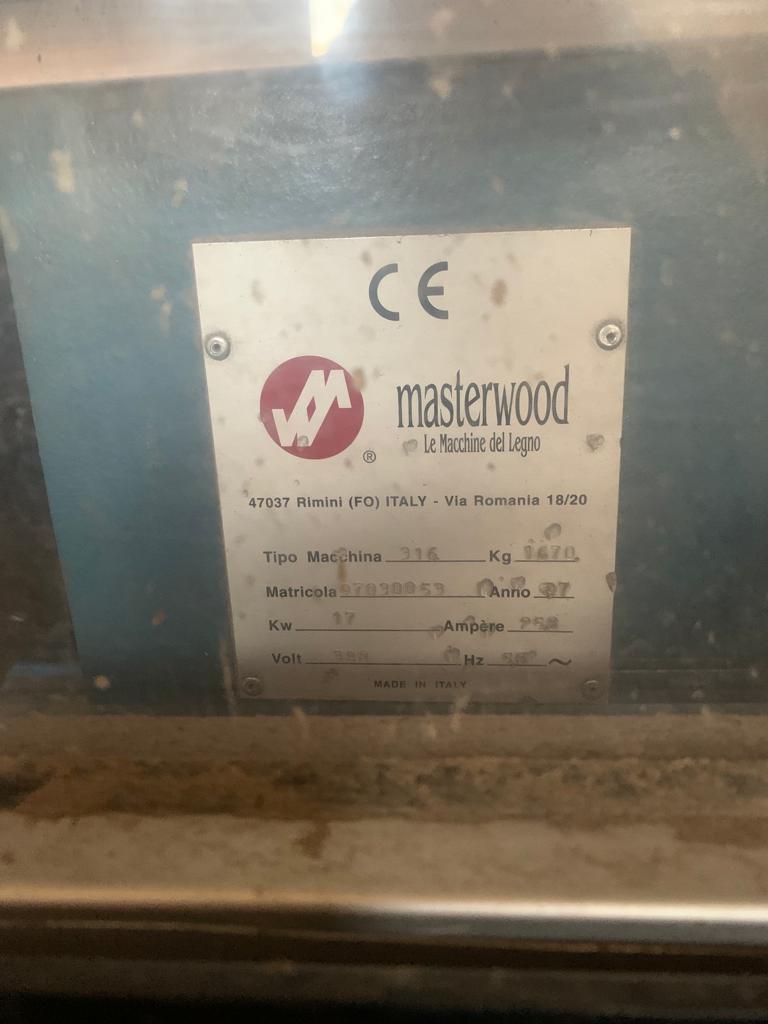 CE
masterwood
Le Macchine del Legno
®
47037 Rimini (FO) ITALY - Via Romania 18/20
Tipo Macchina 316 Kg 1670
Matricola 97030053 Anno 97
Kw 17 Ampère
Volt Hz ~
MADE IN ITALY